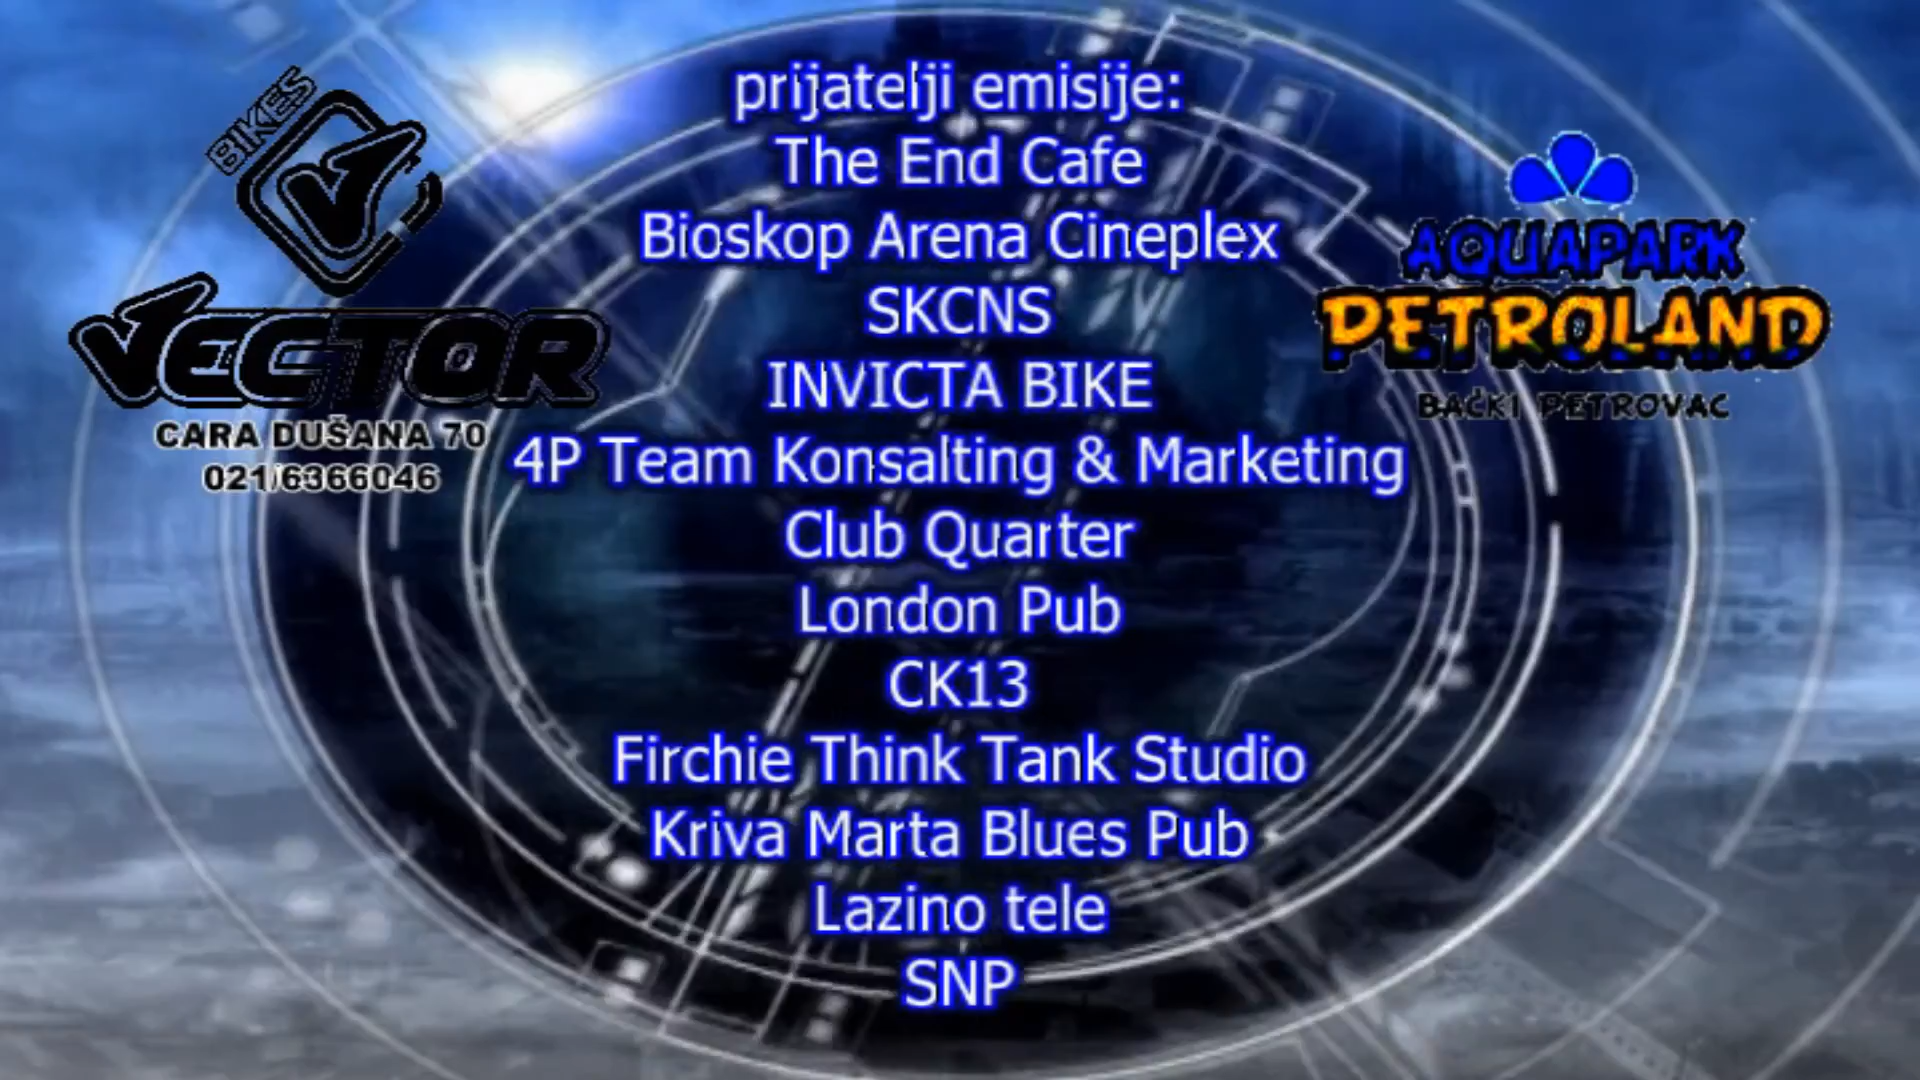 BIKES
VECTOR
CARA DUŠANA 70
021/6366046
prijatelji emisije:
The End Cafe
Bioskop Arena Cineplex
SKCNS
INVICTA BIKE
4P Team Konsalting & Marketing
Club Quarter
London Pub
CK13
Firchie Think Tank Studio
Kriva Marta Blues Pub
Lazino tele
SNP
AQUAPARK
PETROLAND
BAČKI PETROVAC